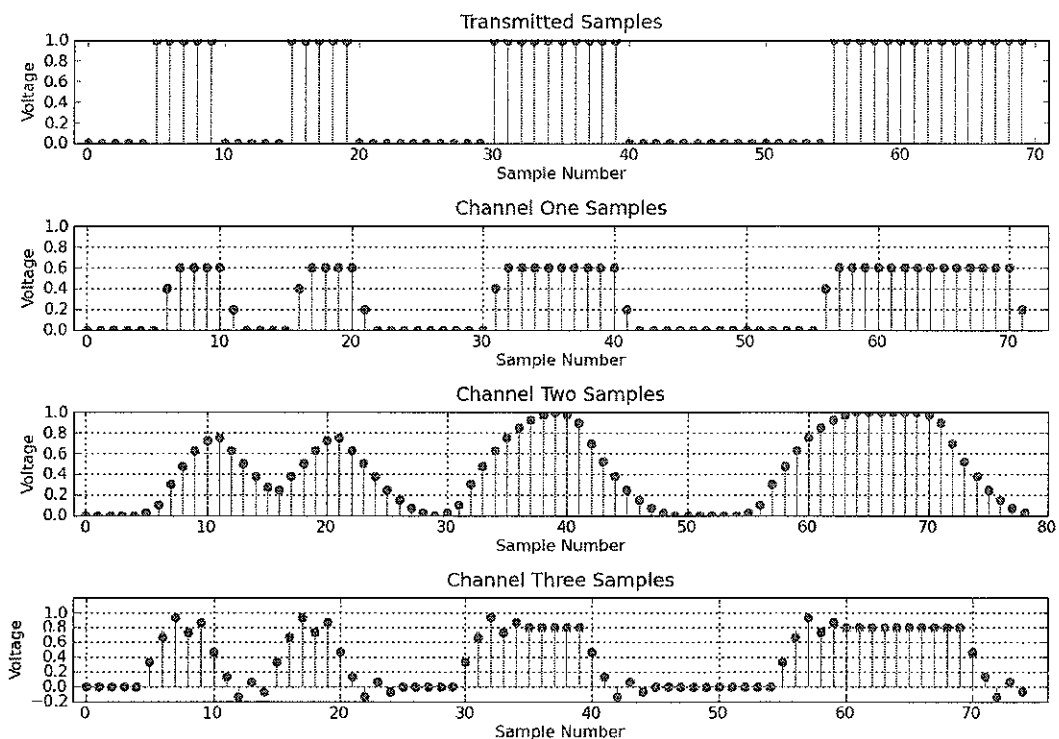 Transmitted Samples
Voltage
1.0
0.8
0.6
0.4
0.2
0.0
0 10 20 30 40 50 60 70
Sample Number
Channel One Samples
Voltage
1.0
0.8
0.6
0.4
0.2
0.0
0 10 20 30 40 50 60 70
Sample Number
Channel Two Samples
Voltage
1.0
0.8
0.6
0.4
0.2
0.0
0 10 20 30 40 50 60 70 80
Sample Number
Channel Three Samples
Voltage
1.0
0.8
0.6
0.4
0.2
0.0
−0.2
0 10 20 30 40 50 60 70
Sample Number